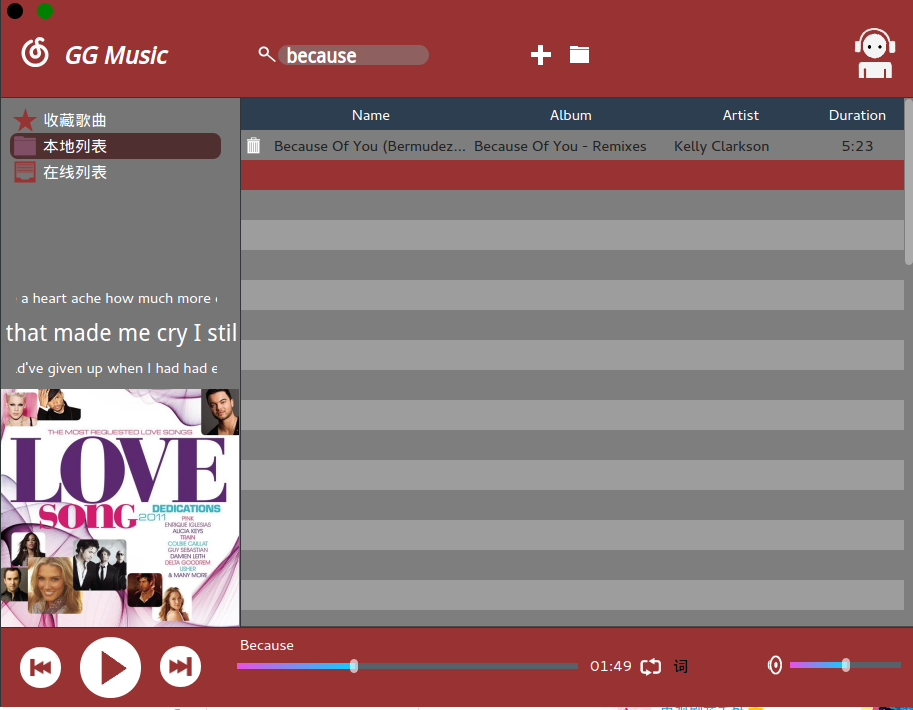 GG Music
because
收藏歌曲
本地列表
在线列表
Name Album Artist Duration
Because Of You (Bermudez... Because Of You - Remixes Kelly Clarkson 5:23
a heart ache how much more
that made me cry I stil
d've given up when I had had e
THE MOST REQUESTED LOVE SONGS
LOVE
song
DEDICATIONS
2011
PINK
ENRIQUE IGLESIAS
ALICIA KEYS
TRAIN
COLBIE CAILLAT
GUY SEBASTIAN
DAMIEN LEITH
DELTA GOODREM
USHER
& MANY MORE
Because
01:49 词